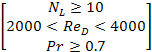 N_L ≥ 10
2000 < Re_D < 4000
Pr ≥ 0.7